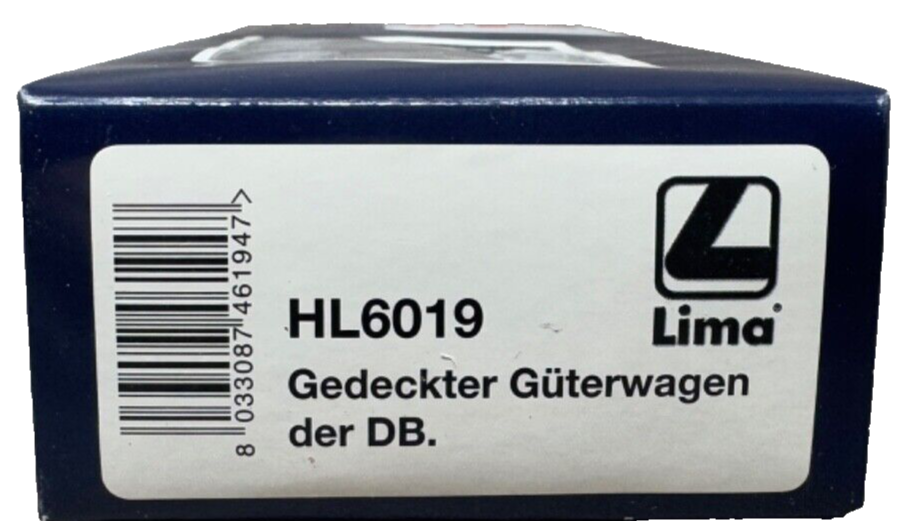 Lima
HL6019
Gedeckter Güterwagen
der DB.
8 033087 461947 >